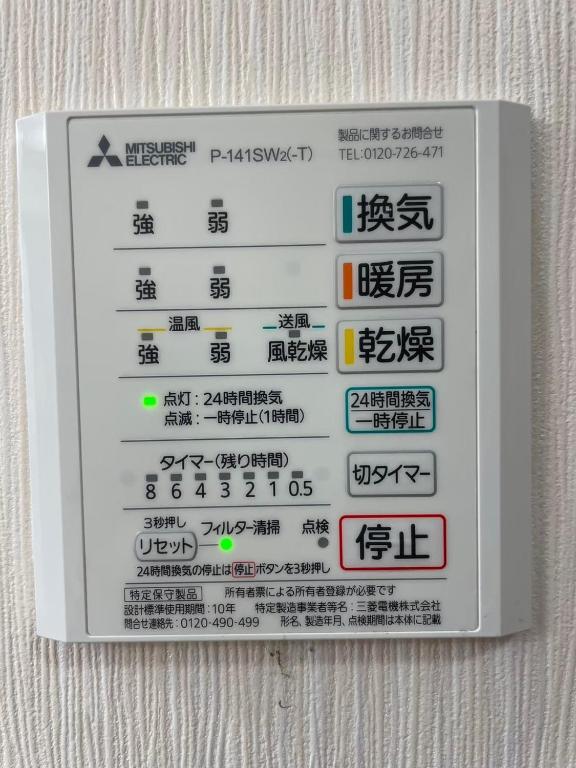 MITSUBISHI ELECTRIC P-141SW2(-T) 製品に関するお問合せ
TEL:0120-726-471
強 弱 換気
強 弱 暖房
温風 送風
強 弱 風乾燥 乾燥
点灯：24時間換気
点滅：一時停止(1時間)
24時間換気
一時停止
タイマー(残り時間)
8 6 4 3 2 1 0.5
切タイマー
3秒押し
リセット フィルター清掃 点検
停止
24時間換気の停止は停止ボタンを3秒押し
特定保守製品 所有者票による所有者登録が必要です
設計標準使用期間：10年 特定製造事業者等名：三菱電機株式会社
問合せ連絡先：0120-490-499 形名、製造年月、点検期間は本体に記載